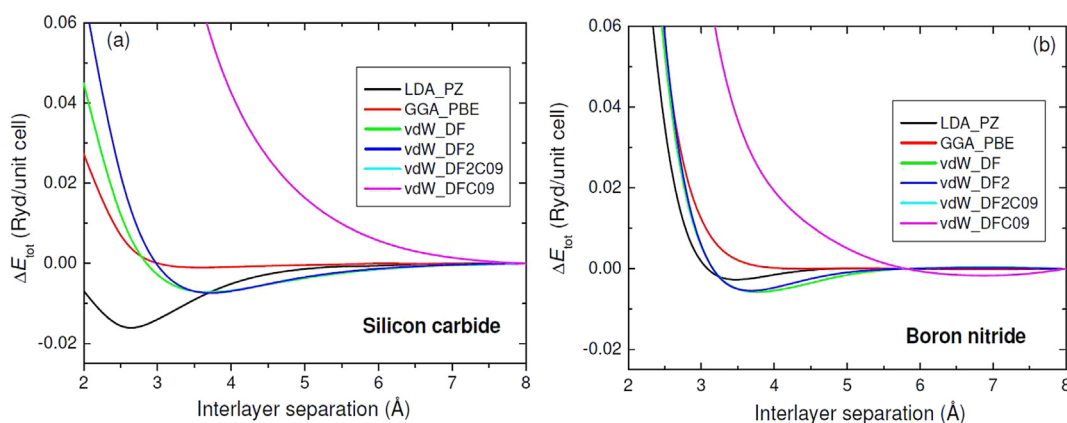 (a)
0.06
0.04
0.02
0.00
-0.02
ΔE_tot (Ryd/unit cell)
LDA_PZ
GGA_PBE
vdW_DF
vdW_DF2
vdW_DF2C09
vdW_DFC09
Silicon carbide
2 3 4 5 6 7 8
Interlayer separation (Å)
(b)
0.06
0.04
0.02
0.00
-0.02
ΔE_tot (Ryd/unit cell)
LDA_PZ
GGA_PBE
vdW_DF
vdW_DF2
vdW_DF2C09
vdW_DFC09
Boron nitride
2 3 4 5 6 7 8
Interlayer separation (Å)